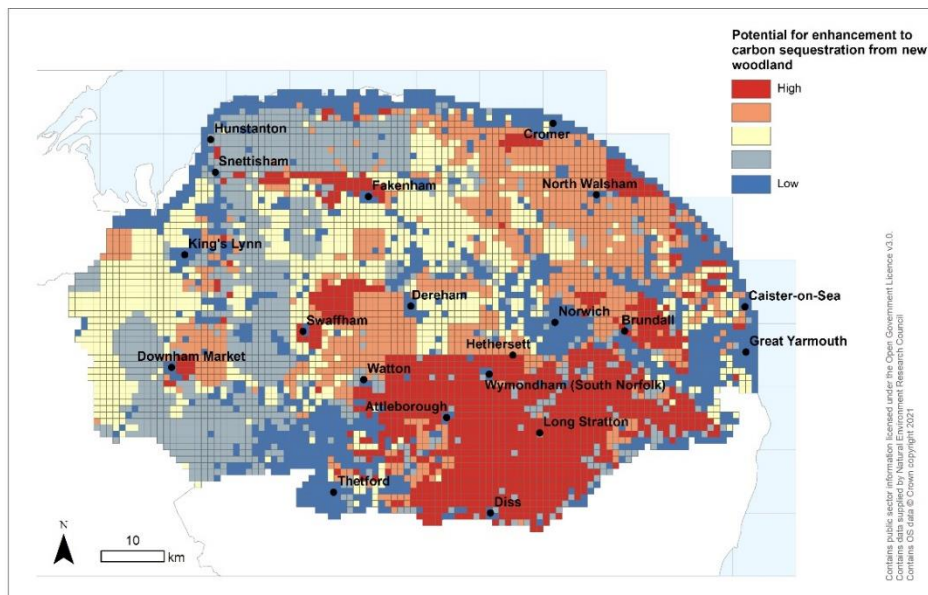 Potential for enhancement to
carbon sequestration from new
woodland
High
Low
Hunstanton
Cromer
Snettisham
Fakenham
North Walsham
King's Lynn
Dereham
Caister-on-Sea
Swaffham
Norwich
Brundall
Hethersett
Great Yarmouth
Downham Market
Watton
Wymondham (South Norfolk)
Attleborough
Long Stratton
Thetford
Diss
N
10
km
Contains public sector information licensed under the Open Government Licence v3.0.
Contains data supplied by Natural Environment Research Council
Contains OS data © Crown copyright 2021